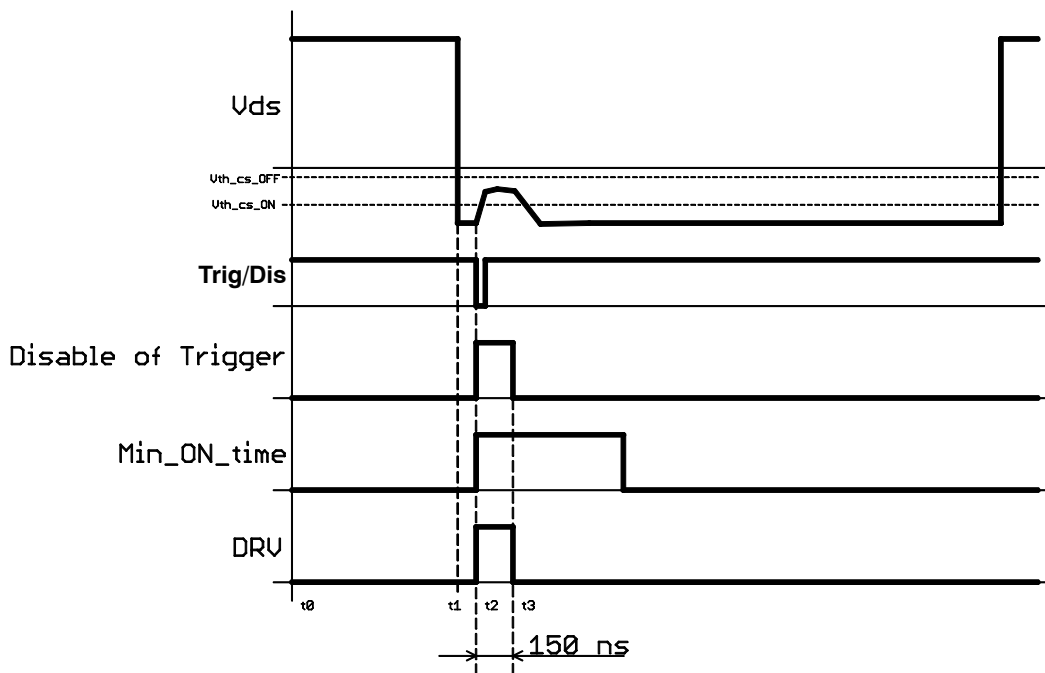 Vds
Vth_cs_OFF
Vth_cs_ON
Trig/Dis
Disable of Trigger
Min_ON_time
DRV
t0 t1 t2 t3
150 ns